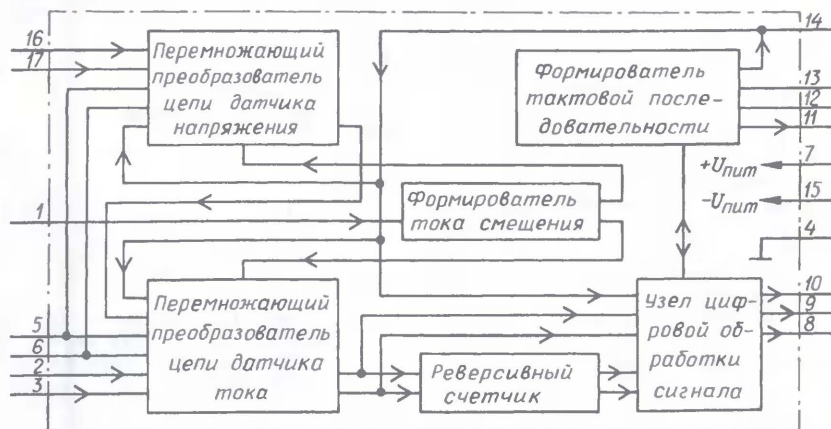 16
17
Перемножающий
преобразователь
цепи датчика
напряжения
Формирователь
тактовой после-
довательности
14
13
12
11
+Uпит
7
-Uпит
15
1
Формирователь
тока смещения
4
Перемножающий
преобразователь
цепи датчика
тока
5
6
2
3
Реверсивный
счетчик
Узел циф-
ровой об-
работки
сигнала
10
9
8